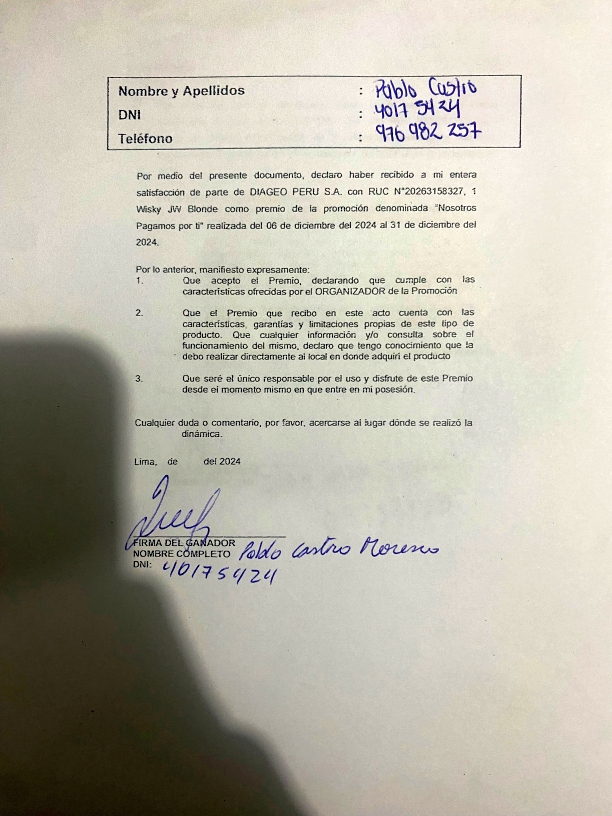 Nombre y Apellidos : Pablo Castro
DNI : 40175424
Teléfono : 976 982 257
Por medio del presente documento, declaro haber recibido a mi entera
satisfacción de parte de DIAGEO PERU S.A. con RUC N°20263158327, 1
Wisky JW Blonde como premio de la promoción denominada "Nosotros
Pagamos por ti" realizada del 06 de diciembre del 2024 al 31 de diciembre del
2024.
Por lo anterior, manifiesto expresamente:
1. Que acepto el Premio, declarando que cumple con las
características ofrecidas por el ORGANIZADOR de la Promoción
2. Que el Premio que recibo en este acto cuenta con las
características, garantías y limitaciones propias de este tipo de
producto. Que cualquier información y/o consulta sobre el
funcionamiento del mismo, declaro que tengo conocimiento que la
debo realizar directamente al local en donde adquirí el producto
3. Que seré el único responsable por el uso y disfrute de este Premio
desde el momento mismo en que entre en mi posesión.
Cualquier duda o comentario, por favor, acercarse al lugar dónde se realizó la
dinámica.
Lima, de del 2024
FIRMA DEL GANADOR
NOMBRE COMPLETO Pablo Castro Moreno
DNI: 40175424